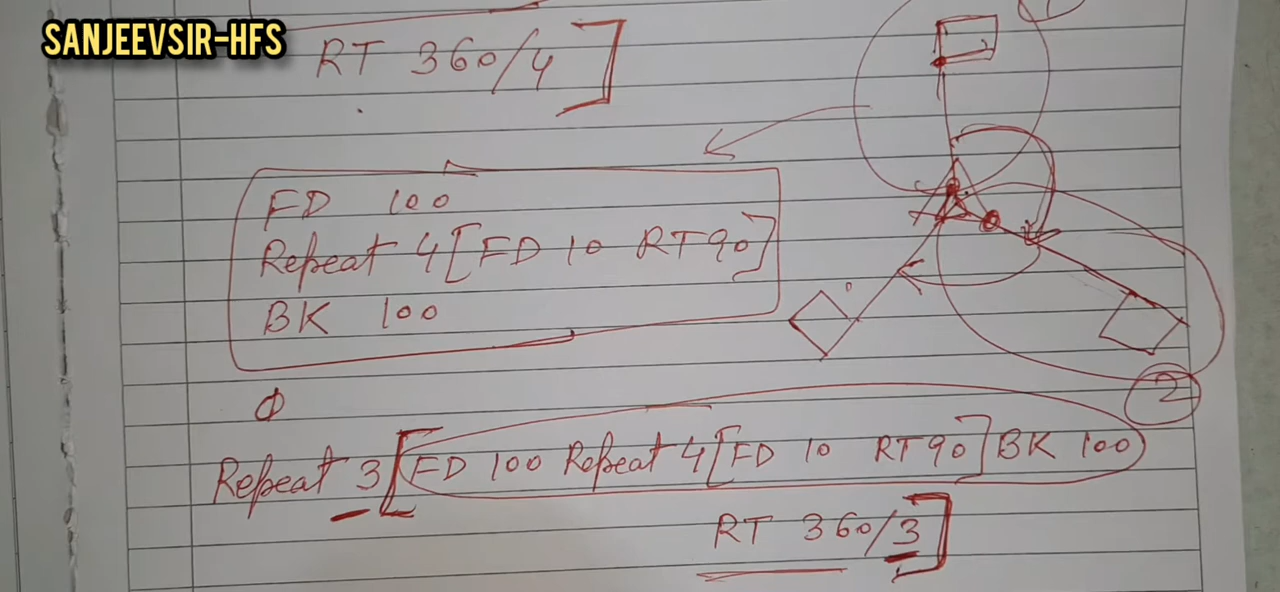 SANJEEVSIR-HFS
RT 360/4]
FD 100
Repeat 4[FD 10 RT90]
BK 100
Repeat 3[FD 100 Repeat 4[FD 10 RT90]BK 100
RT 360/3]
2